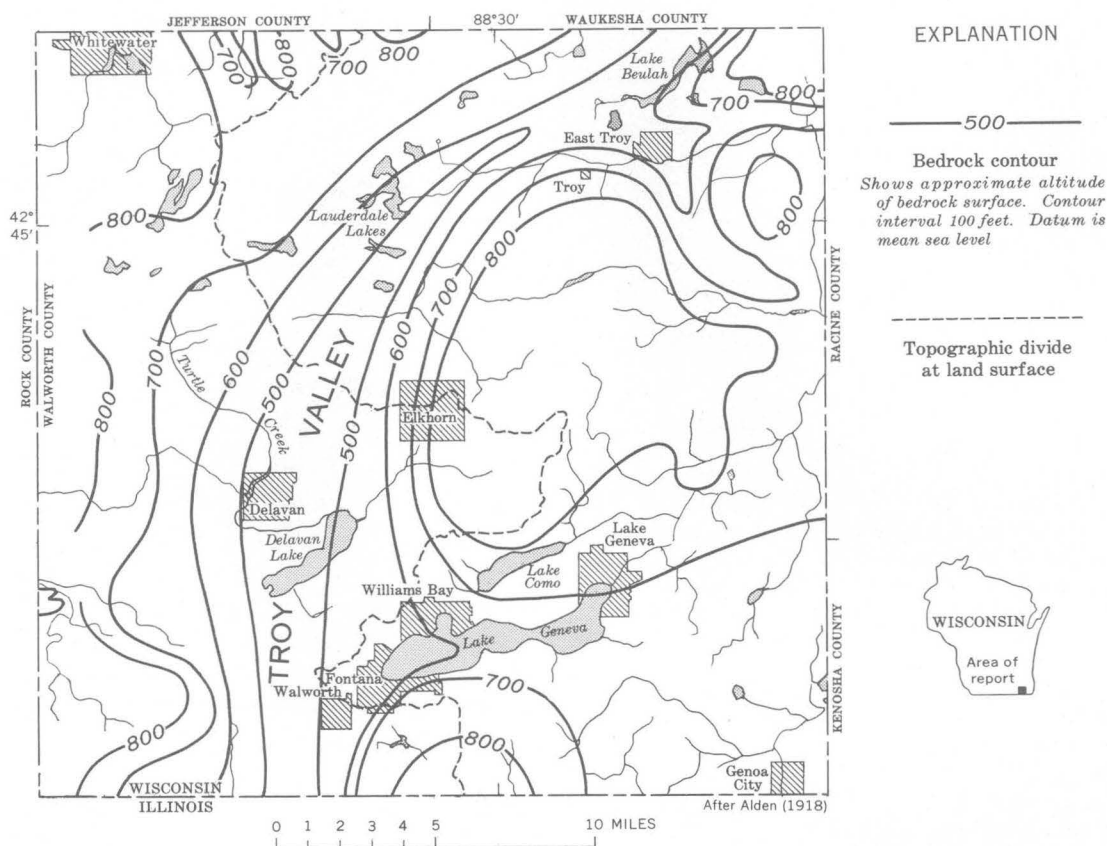 JEFFERSON COUNTY
88°30'
WAUKESHA COUNTY
Whitewater
700
800
700
800
Lake
Beulah
700
800
East Troy
Troy
42°
45'
800
Lauderdale
Lakes
800
700
800
600
ROCK COUNTY
WALWORTH COUNTY
RACINE COUNTY
700
600
500
800
Turtle
Creek
VALLEY
500
Elkhorn
Delavan
Delavan
Lake
Lake
Geneva
Lake
Como
Williams Bay
TROY
Lake
Geneva
Fontana
Walworth
700
800
800
KENOSHA COUNTY
Genoa
City
WISCONSIN
ILLINOIS
After Alden (1918)
0 1 2 3 4 5 10 MILES
EXPLANATION
500
Bedrock contour
Shows approximate altitude
of bedrock surface. Contour
interval 100 feet. Datum is
mean sea level
Topographic divide
at land surface
WISCONSIN
Area of
report